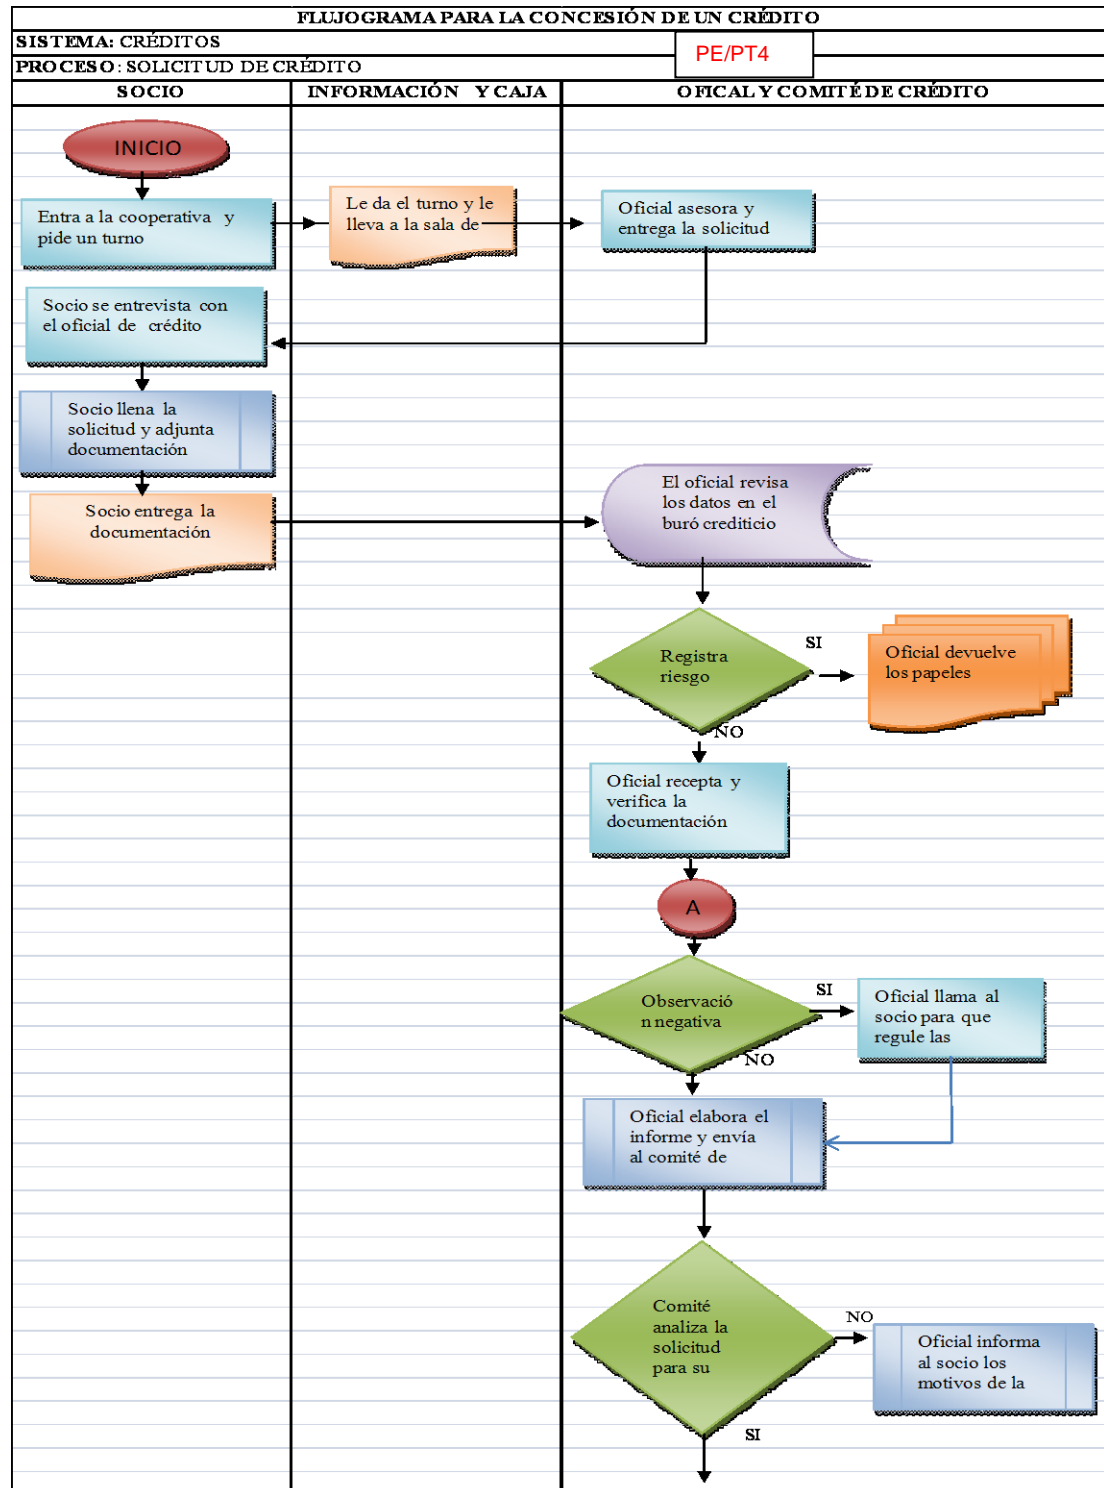 FLUJOGRAMA PARA LA CONCESIÓN DE UN CRÉDITO
SISTEMA: CRÉDITOS
PE/PT4
PROCESO: SOLICITUD DE CRÉDITO
SOCIO
INFORMACIÓN Y CAJA
OFICAL Y COMITÉ DE CRÉDITO
INICIO
Entra a la cooperativa y
pide un turno
Le da el turno y le
lleva a la sala de
Oficial asesora y
entrega la solicitud
Socio se entrevista con
el oficial de crédito
Socio llena la
solicitud y adjunta
documentación
Socio entrega la
documentación
El oficial revisa
los datos en el
buró crediticio
Registra
riesgo
SI
Oficial devuelve
los papeles
NO
Oficial recepta y
verifica la
documentación
A
Observació
n negativa
SI
Oficial llama al
socio para que
regule las
NO
Oficial elabora el
informe y envía
al comité de
Comité
analiza la
solicitud
para su
NO
Oficial informa
al socio los
motivos de la
SI